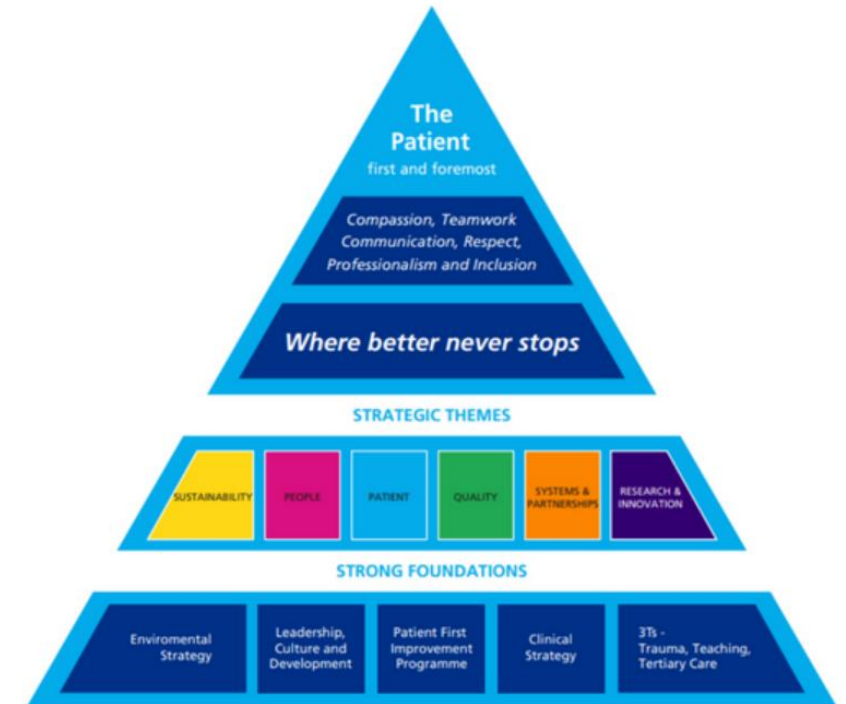 The
Patient
first and foremost
Compassion, Teamwork
Communication, Respect,
Professionalism and Inclusion
Where better never stops
STRATEGIC THEMES
SUSTAINABILITY
PEOPLE
PATIENT
QUALITY
SYSTEMS &
PARTNERSHIPS
RESEARCH &
INNOVATION
STRONG FOUNDATIONS
Enviromental
Strategy
Leadership,
Culture and
Development
Patient First
Improvement
Programme
Clinical
Strategy
3Ts -
Trauma, Teaching,
Tertiary Care